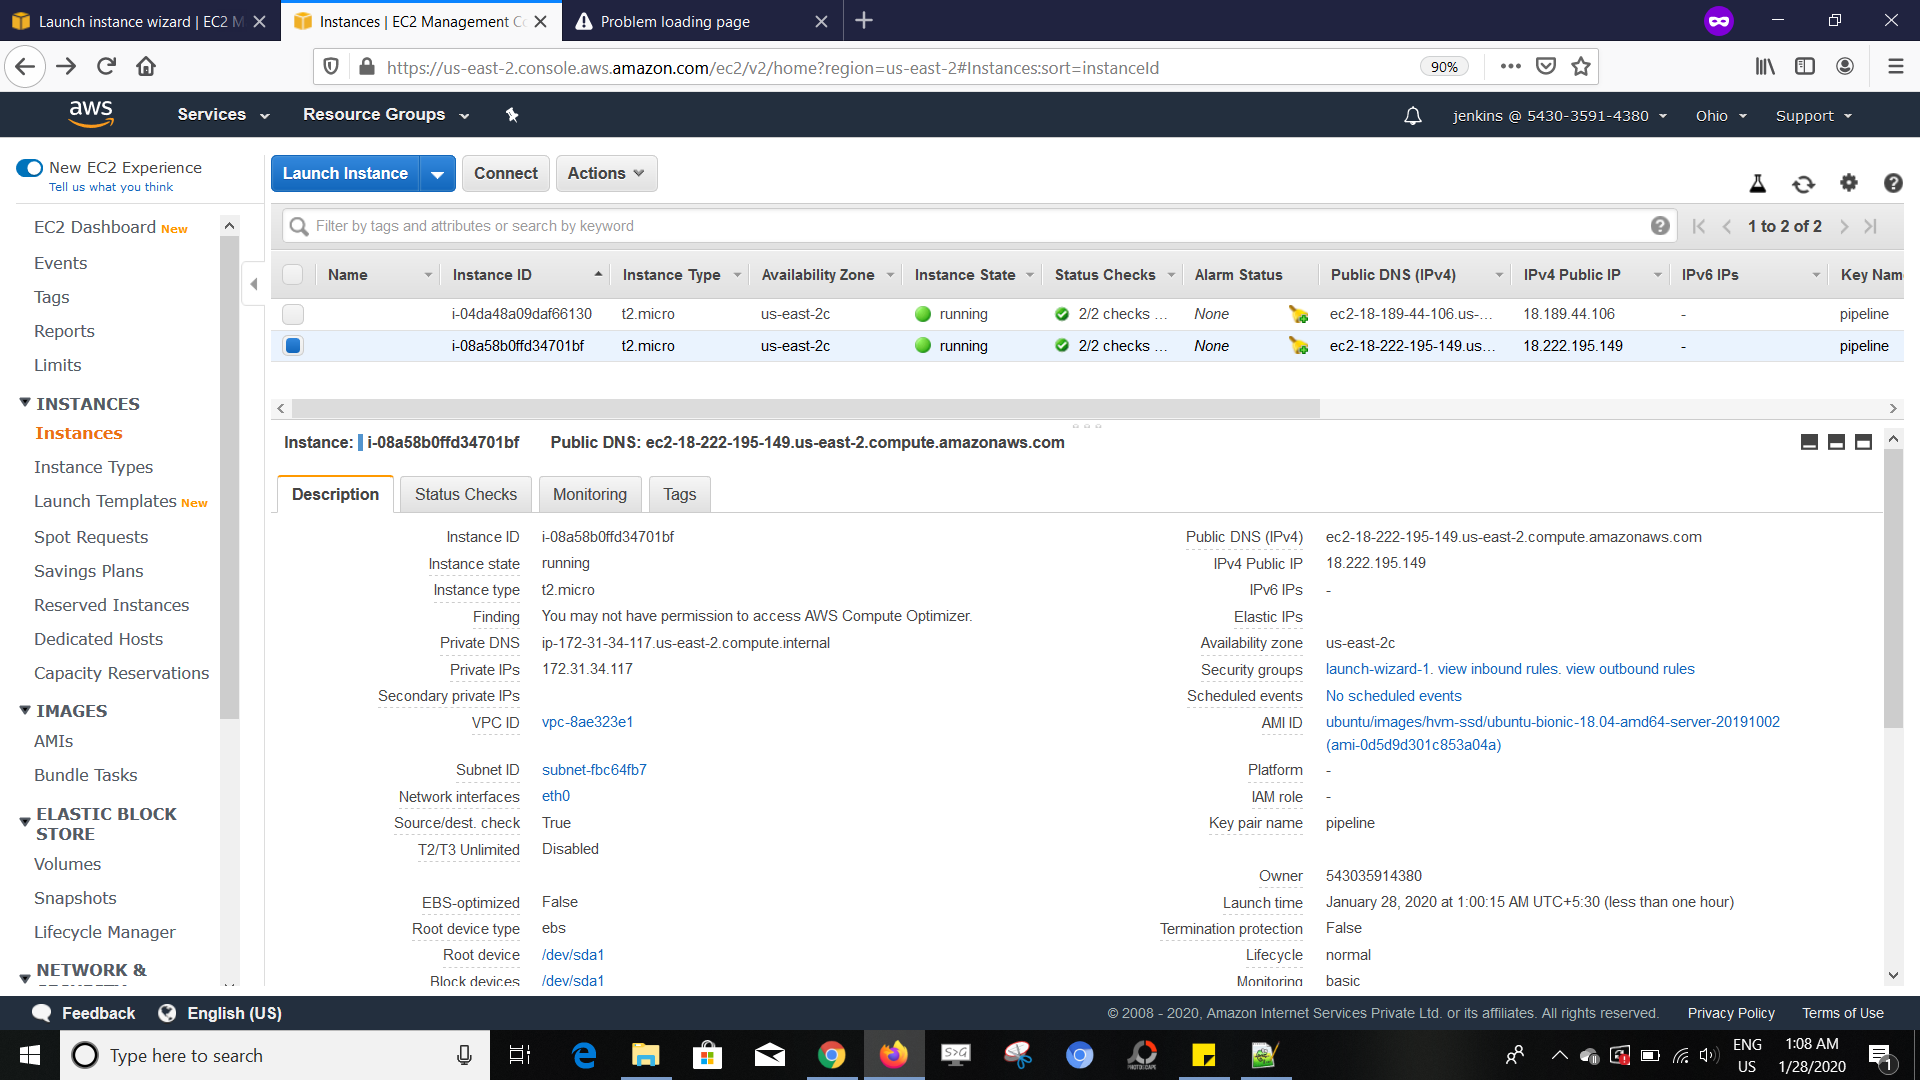 Launch instance wizard | EC2 M
Instances | EC2 Management Co
Problem loading page
https://us-east-2.console.aws.amazon.com/ec2/v2/home?region=us-east-2#Instances:sort=instanceId
90%
aws
Services
Resource Groups
jenkins @ 5430-3591-4380
Ohio
Support
New EC2 Experience
Tell us what you think
Launch Instance
Connect
Actions
Filter by tags and attributes or search by keyword
1 to 2 of 2
Name Instance ID Instance Type Availability Zone Instance State Status Checks Alarm Status Public DNS (IPv4) IPv4 Public IP IPv6 IPs Key Nam
i-04da48a09daf66130 t2.micro us-east-2c running 2/2 checks ... None ec2-18-189-44-106.us-... 18.189.44.106 - pipeline
i-08a58b0ffd34701bf t2.micro us-east-2c running 2/2 checks ... None ec2-18-222-195-149.us... 18.222.195.149 - pipeline
EC2 Dashboard New
Events
Tags
Reports
Limits
INSTANCES
Instances
Instance Types
Launch Templates New
Spot Requests
Savings Plans
Reserved Instances
Dedicated Hosts
Capacity Reservations
IMAGES
AMIs
Bundle Tasks
ELASTIC BLOCK
STORE
Volumes
Snapshots
Lifecycle Manager
NETWORK &
Instance: i-08a58b0ffd34701bf Public DNS: ec2-18-222-195-149.us-east-2.compute.amazonaws.com
Description Status Checks Monitoring Tags
Instance ID i-08a58b0ffd34701bf
Instance state running
Instance type t2.micro
Finding You may not have permission to access AWS Compute Optimizer.
Private DNS ip-172-31-34-117.us-east-2.compute.internal
Private IPs 172.31.34.117
Secondary private IPs
VPC ID vpc-8ae323e1
Subnet ID subnet-fbc64fb7
Network interfaces eth0
Source/dest. check True
T2/T3 Unlimited Disabled
EBS-optimized False
Root device type ebs
Root device /dev/sda1
Block devices /dev/sda1
Public DNS (IPv4) ec2-18-222-195-149.us-east-2.compute.amazonaws.com
IPv4 Public IP 18.222.195.149
IPv6 IPs -
Elastic IPs
Availability zone us-east-2c
Security groups launch-wizard-1. view inbound rules. view outbound rules
Scheduled events No scheduled events
AMI ID ubuntu/images/hvm-ssd/ubuntu-bionic-18.04-amd64-server-20191002
(ami-0d5d9d301c853a04a)
Platform -
IAM role -
Key pair name pipeline
Owner 543035914380
Launch time January 28, 2020 at 1:00:15 AM UTC+5:30 (less than one hour)
Termination protection False
Lifecycle normal
Monitoring basic
Feedback
English (US)
© 2008 - 2020, Amazon Internet Services Private Ltd. or its affiliates. All rights reserved.
Privacy Policy
Terms of Use
Type here to search
ENG
US
1:08 AM
1/28/2020
1